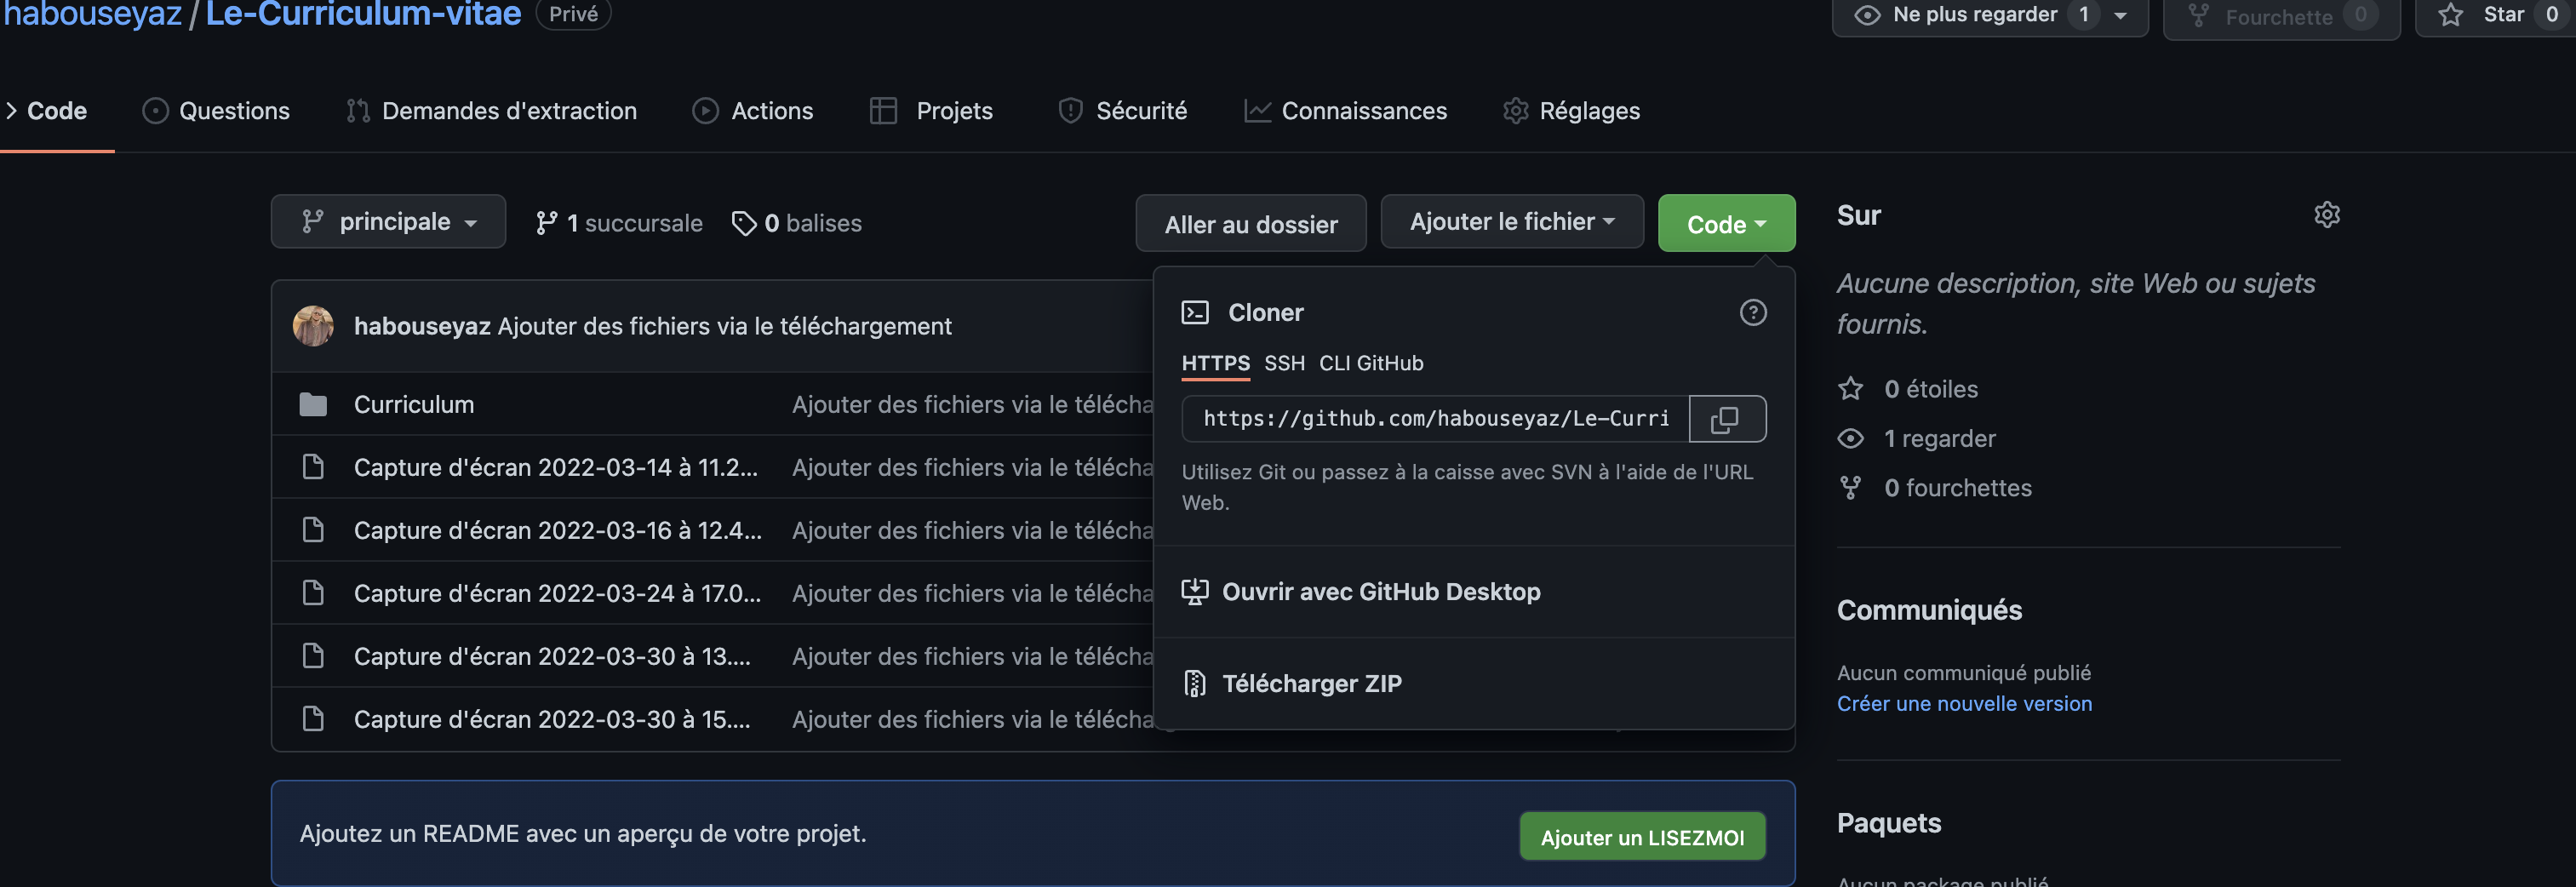 habouseyaz / Le-Curriculum-vitae Privé
Ne plus regarder 1 Fourchette 0 Star 0
Code Questions Demandes d'extraction Actions Projets Sécurité Connaissances Réglages
principale 1 succursale 0 balises Aller au dossier Ajouter le fichier Code
habouseyaz Ajouter des fichiers via le téléchargement
Curriculum Ajouter des fichiers via le télécha
Capture d'écran 2022-03-14 à 11.2... Ajouter des fichiers via le télécha
Capture d'écran 2022-03-16 à 12.4... Ajouter des fichiers via le télécha
Capture d'écran 2022-03-24 à 17.0... Ajouter des fichiers via le télécha
Capture d'écran 2022-03-30 à 13.... Ajouter des fichiers via le télécha
Capture d'écran 2022-03-30 à 15.... Ajouter des fichiers via le télécha
Cloner
HTTPS SSH CLI GitHub
https://github.com/habouseyaz/Le-Curri
Utilisez Git ou passez à la caisse avec SVN à l'aide de l'URL
Web.
Ouvrir avec GitHub Desktop
Télécharger ZIP
Ajoutez un README avec un aperçu de votre projet.
Ajouter un LISEZMOI
Sur
Aucune description, site Web ou sujets
fournis.
0 étoiles
1 regarder
0 fourchettes
Communiqués
Aucun communiqué publié
Créer une nouvelle version
Paquets
Aucun package publié